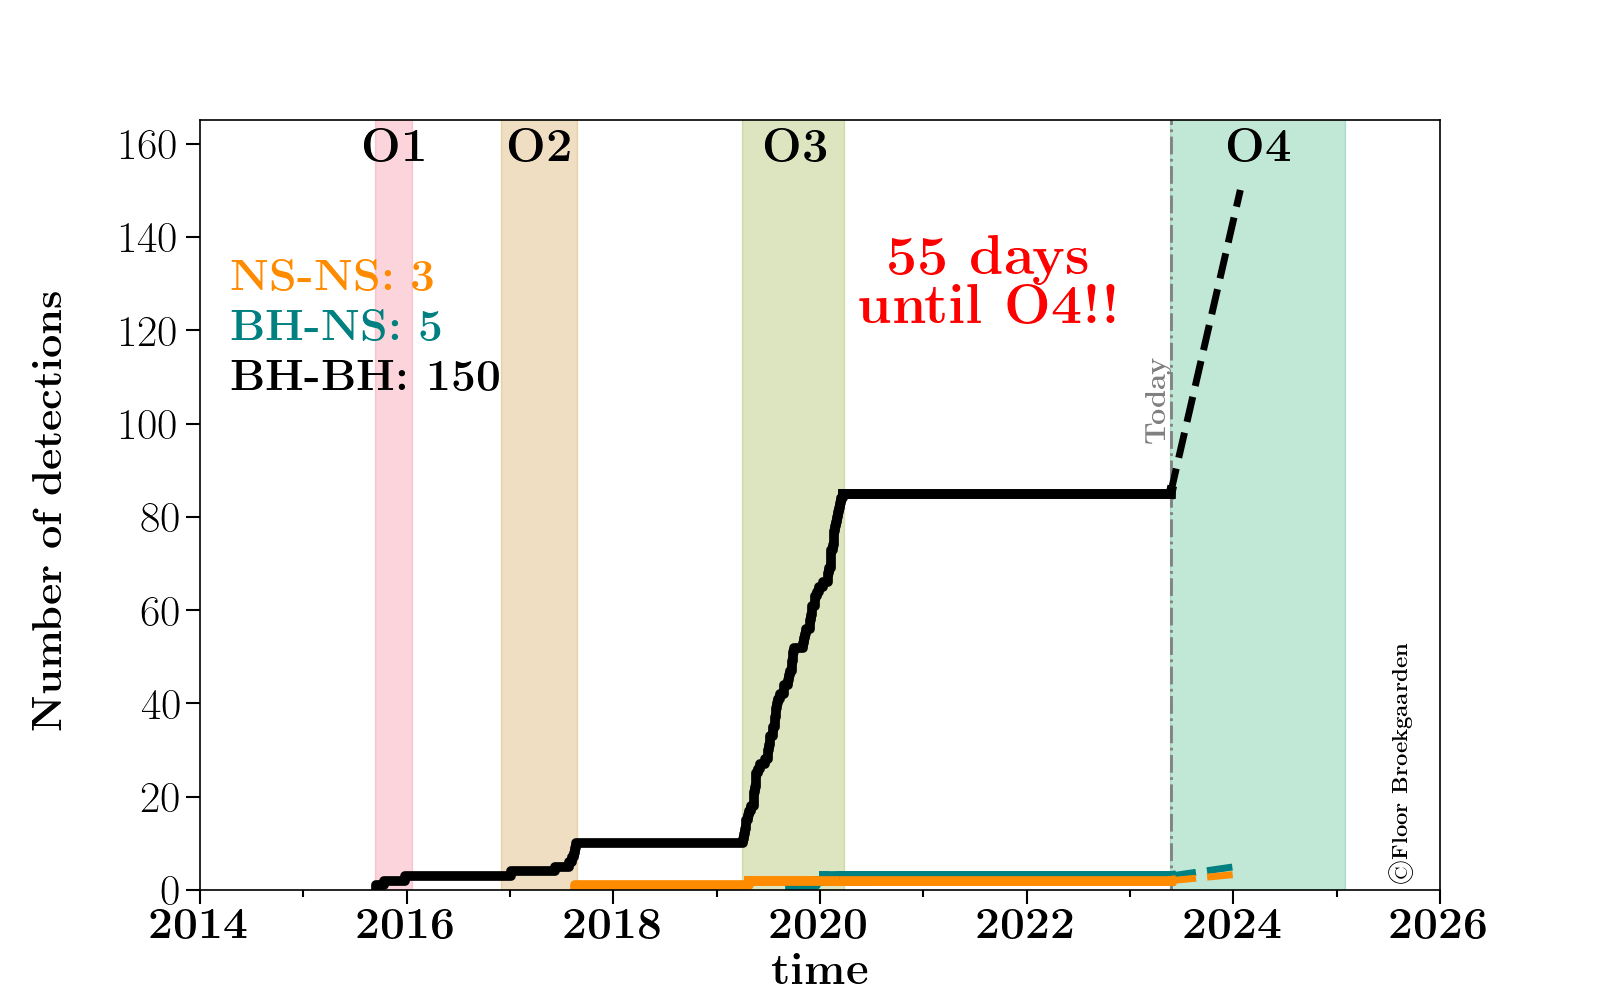 O1 O2 O3 O4
160
140
120
100
80
60
40
20
0
NS-NS: 3
BH-NS: 5
BH-BH: 150
55 days
until O4!!
Today
©Floor Broekgaarden
Number of detections
2014 2016 2018 2020 2022 2024 2026
time